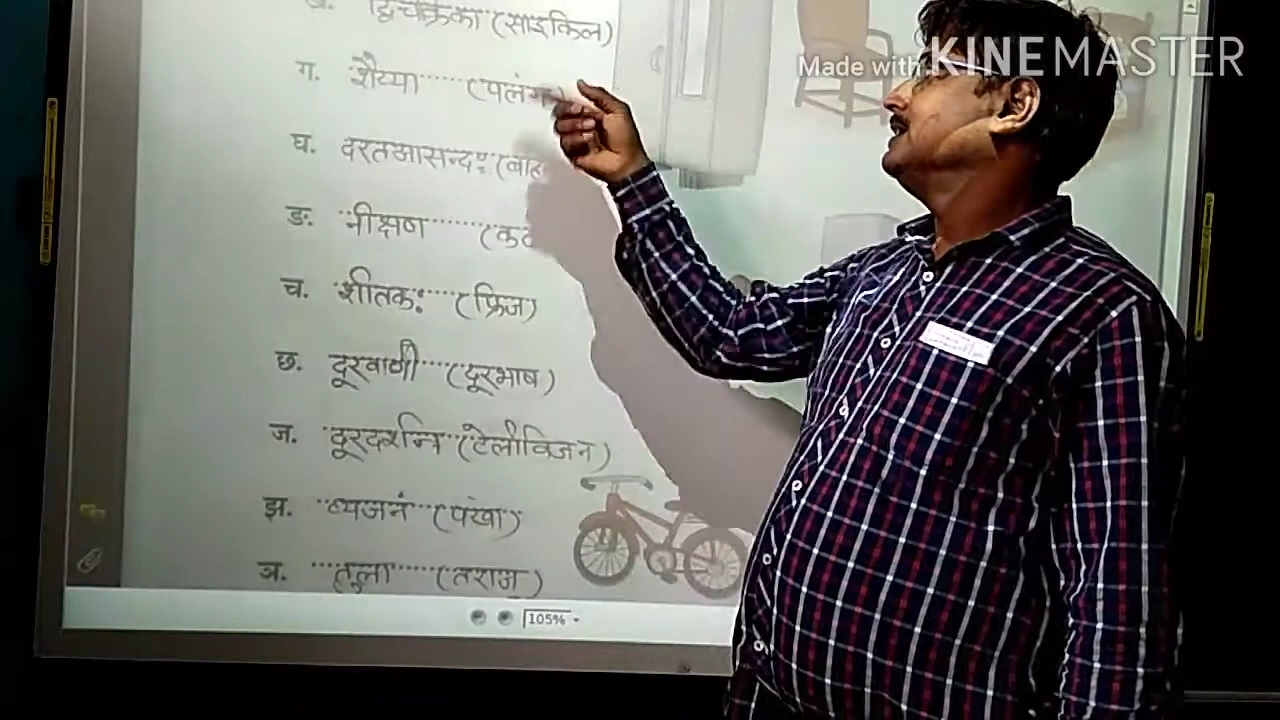 द्विचक्रिका (साइकिल)
Made with KINEMASTER
ग. शैय्या (पलंग
घ. दरतआसन्दः (बाह
ङ. नीक्षण (क
च. शीतकः (फ्रिज)
छ. दूरवाणी (दूरभाष)
ज. दूरदर्शन (टेलीविजन)
झ. व्यजनं (पंखा)
ञ. तुला (तराजू)
105%